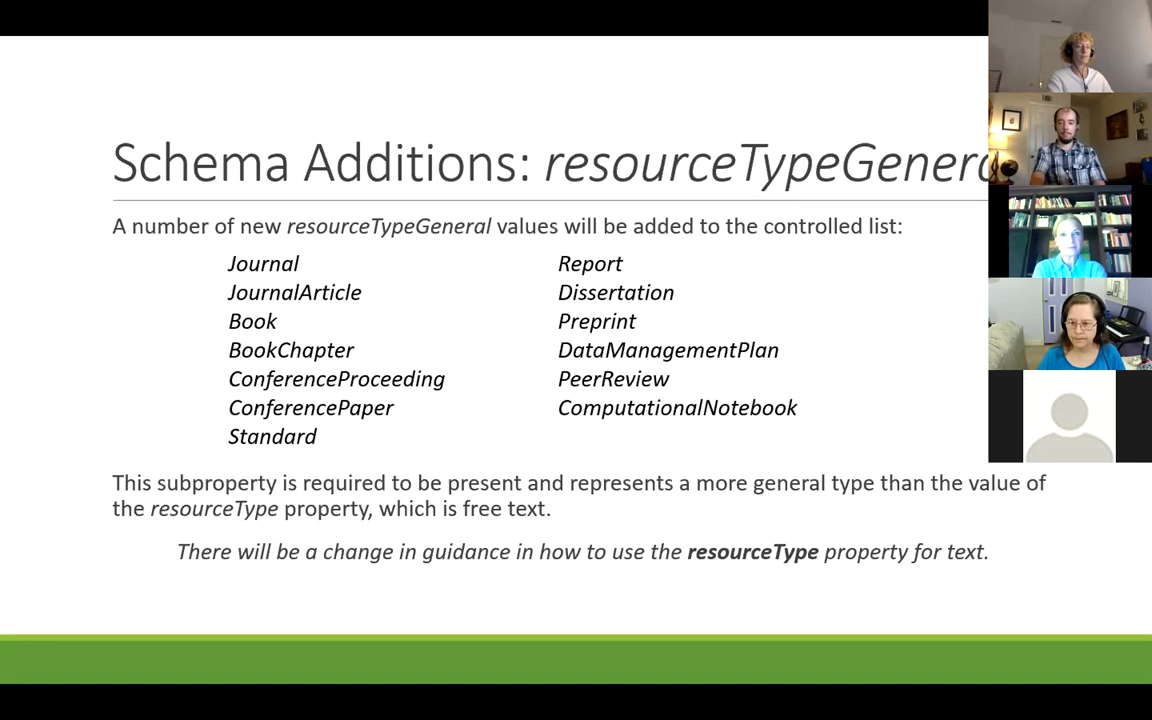 Schema Additions: resourceTypeGenera
A number of new resourceTypeGeneral values will be added to the controlled list:
Journal
JournalArticle
Book
BookChapter
ConferenceProceeding
ConferencePaper
Standard
Report
Dissertation
Preprint
DataManagementPlan
PeerReview
ComputationalNotebook
This subproperty is required to be present and represents a more general type than the value of
the resourceType property, which is free text.
There will be a change in guidance in how to use the resourceType property for text.